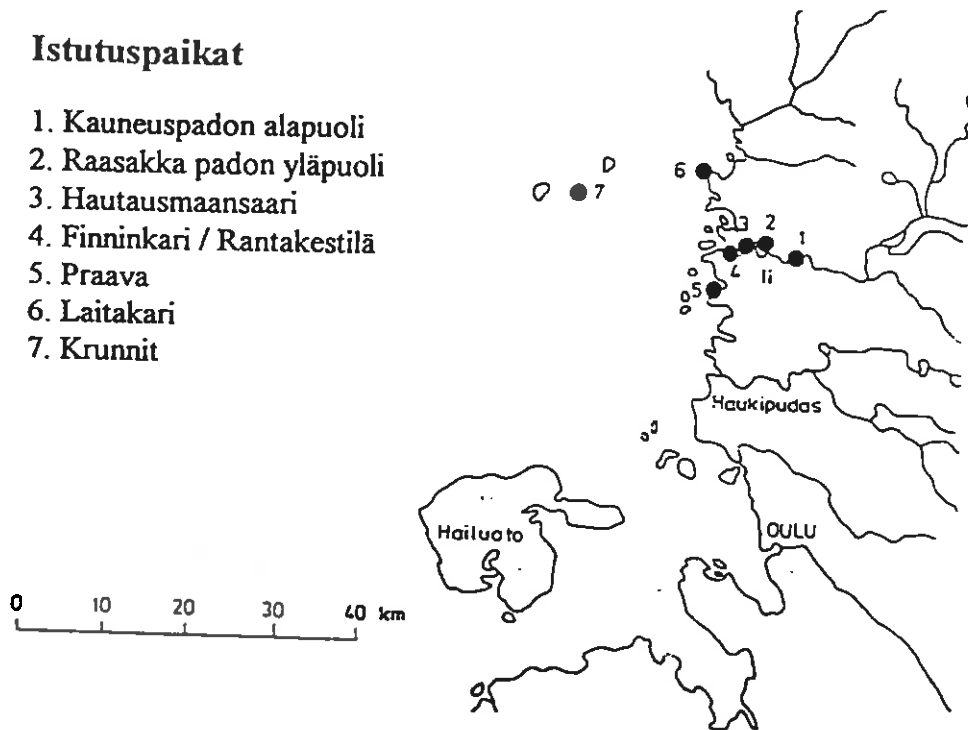 Istutuspaikat
1. Kauneuspadon alapuoli
2. Raasakka padon yläpuoli
3. Hautausmaansaari
4. Finninkari / Rantakestilä
5. Praava
6. Laitakari
7. Krunnit
6
7
3
2
1
4
Ii
5
Haukipudas
Hailuoto
OULU
0 10 20 30 40 km